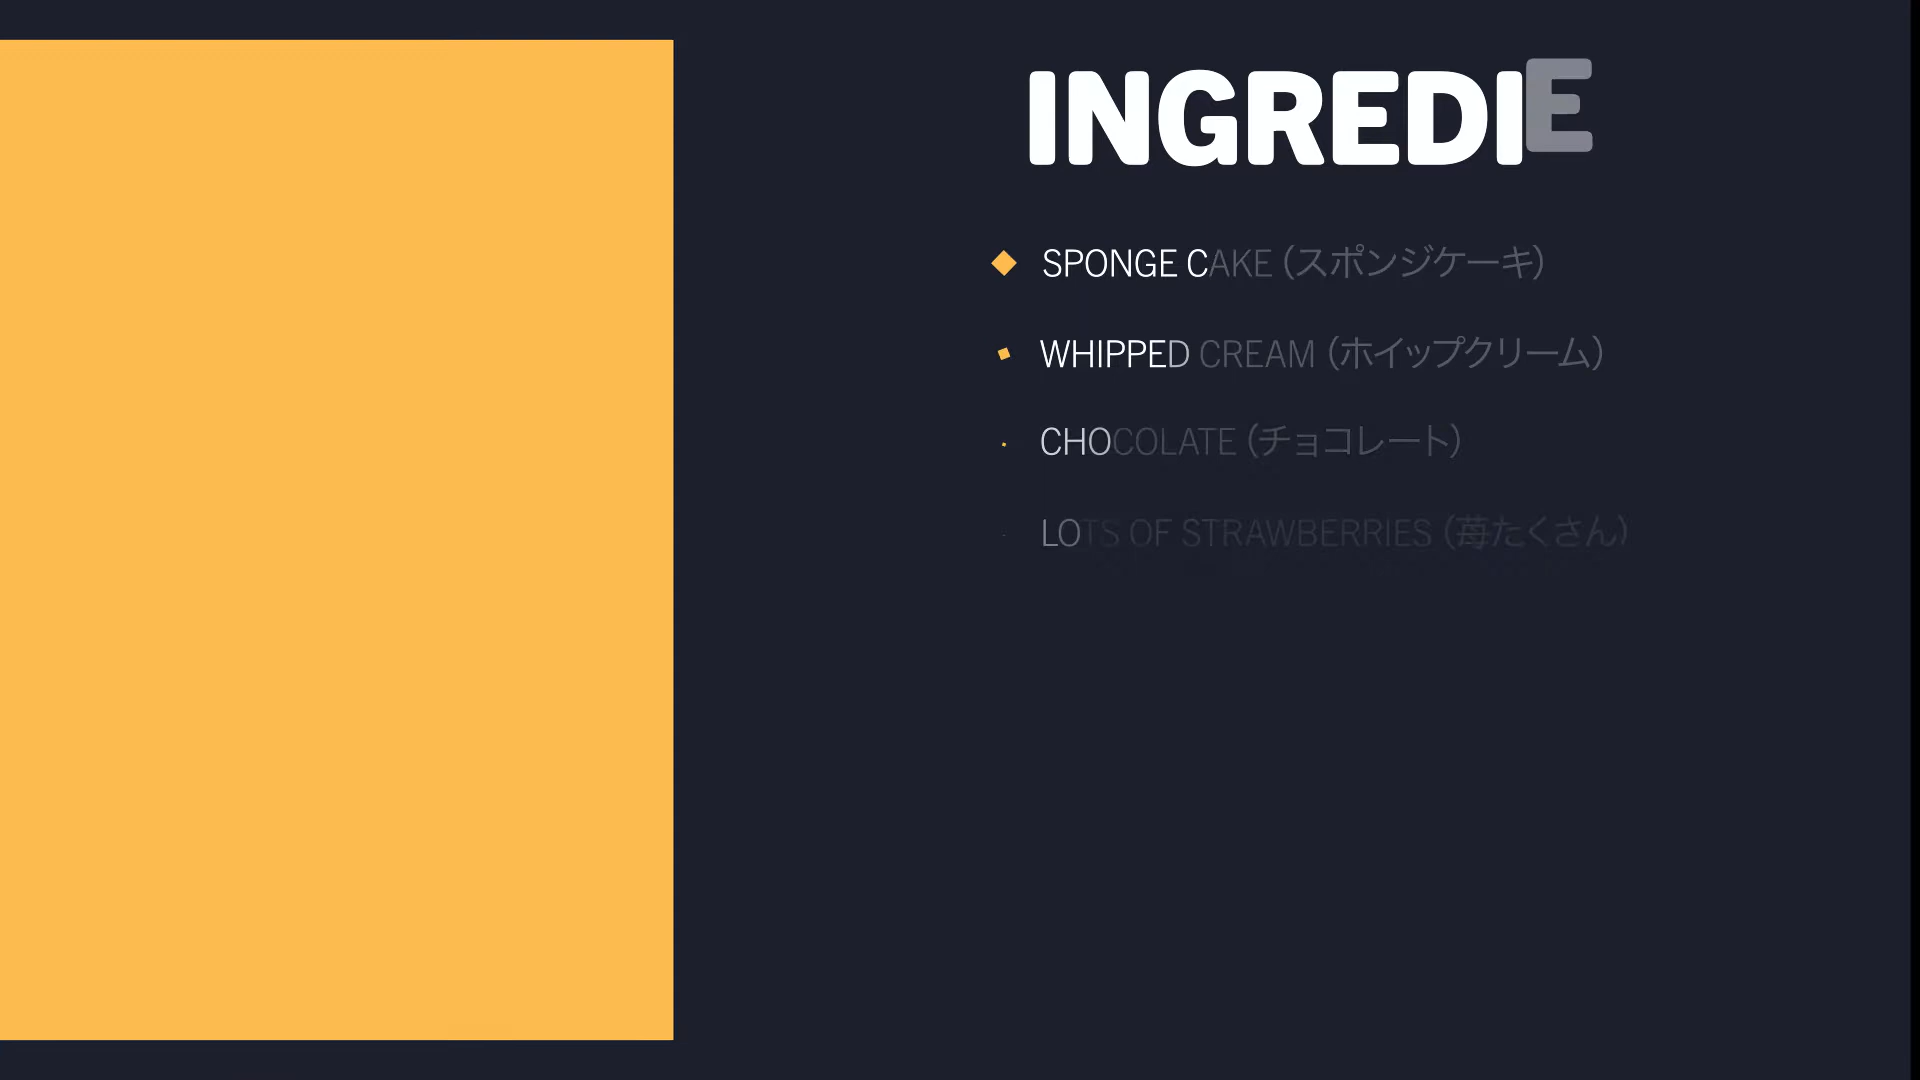 INGREDIE
SPONGE CAKE (スポンジケーキ)
WHIPPED CREAM (ホイップクリーム)
CHOCOLATE (チョコレート)
LOTS OF STRAWBERRIES (苺たくさん)